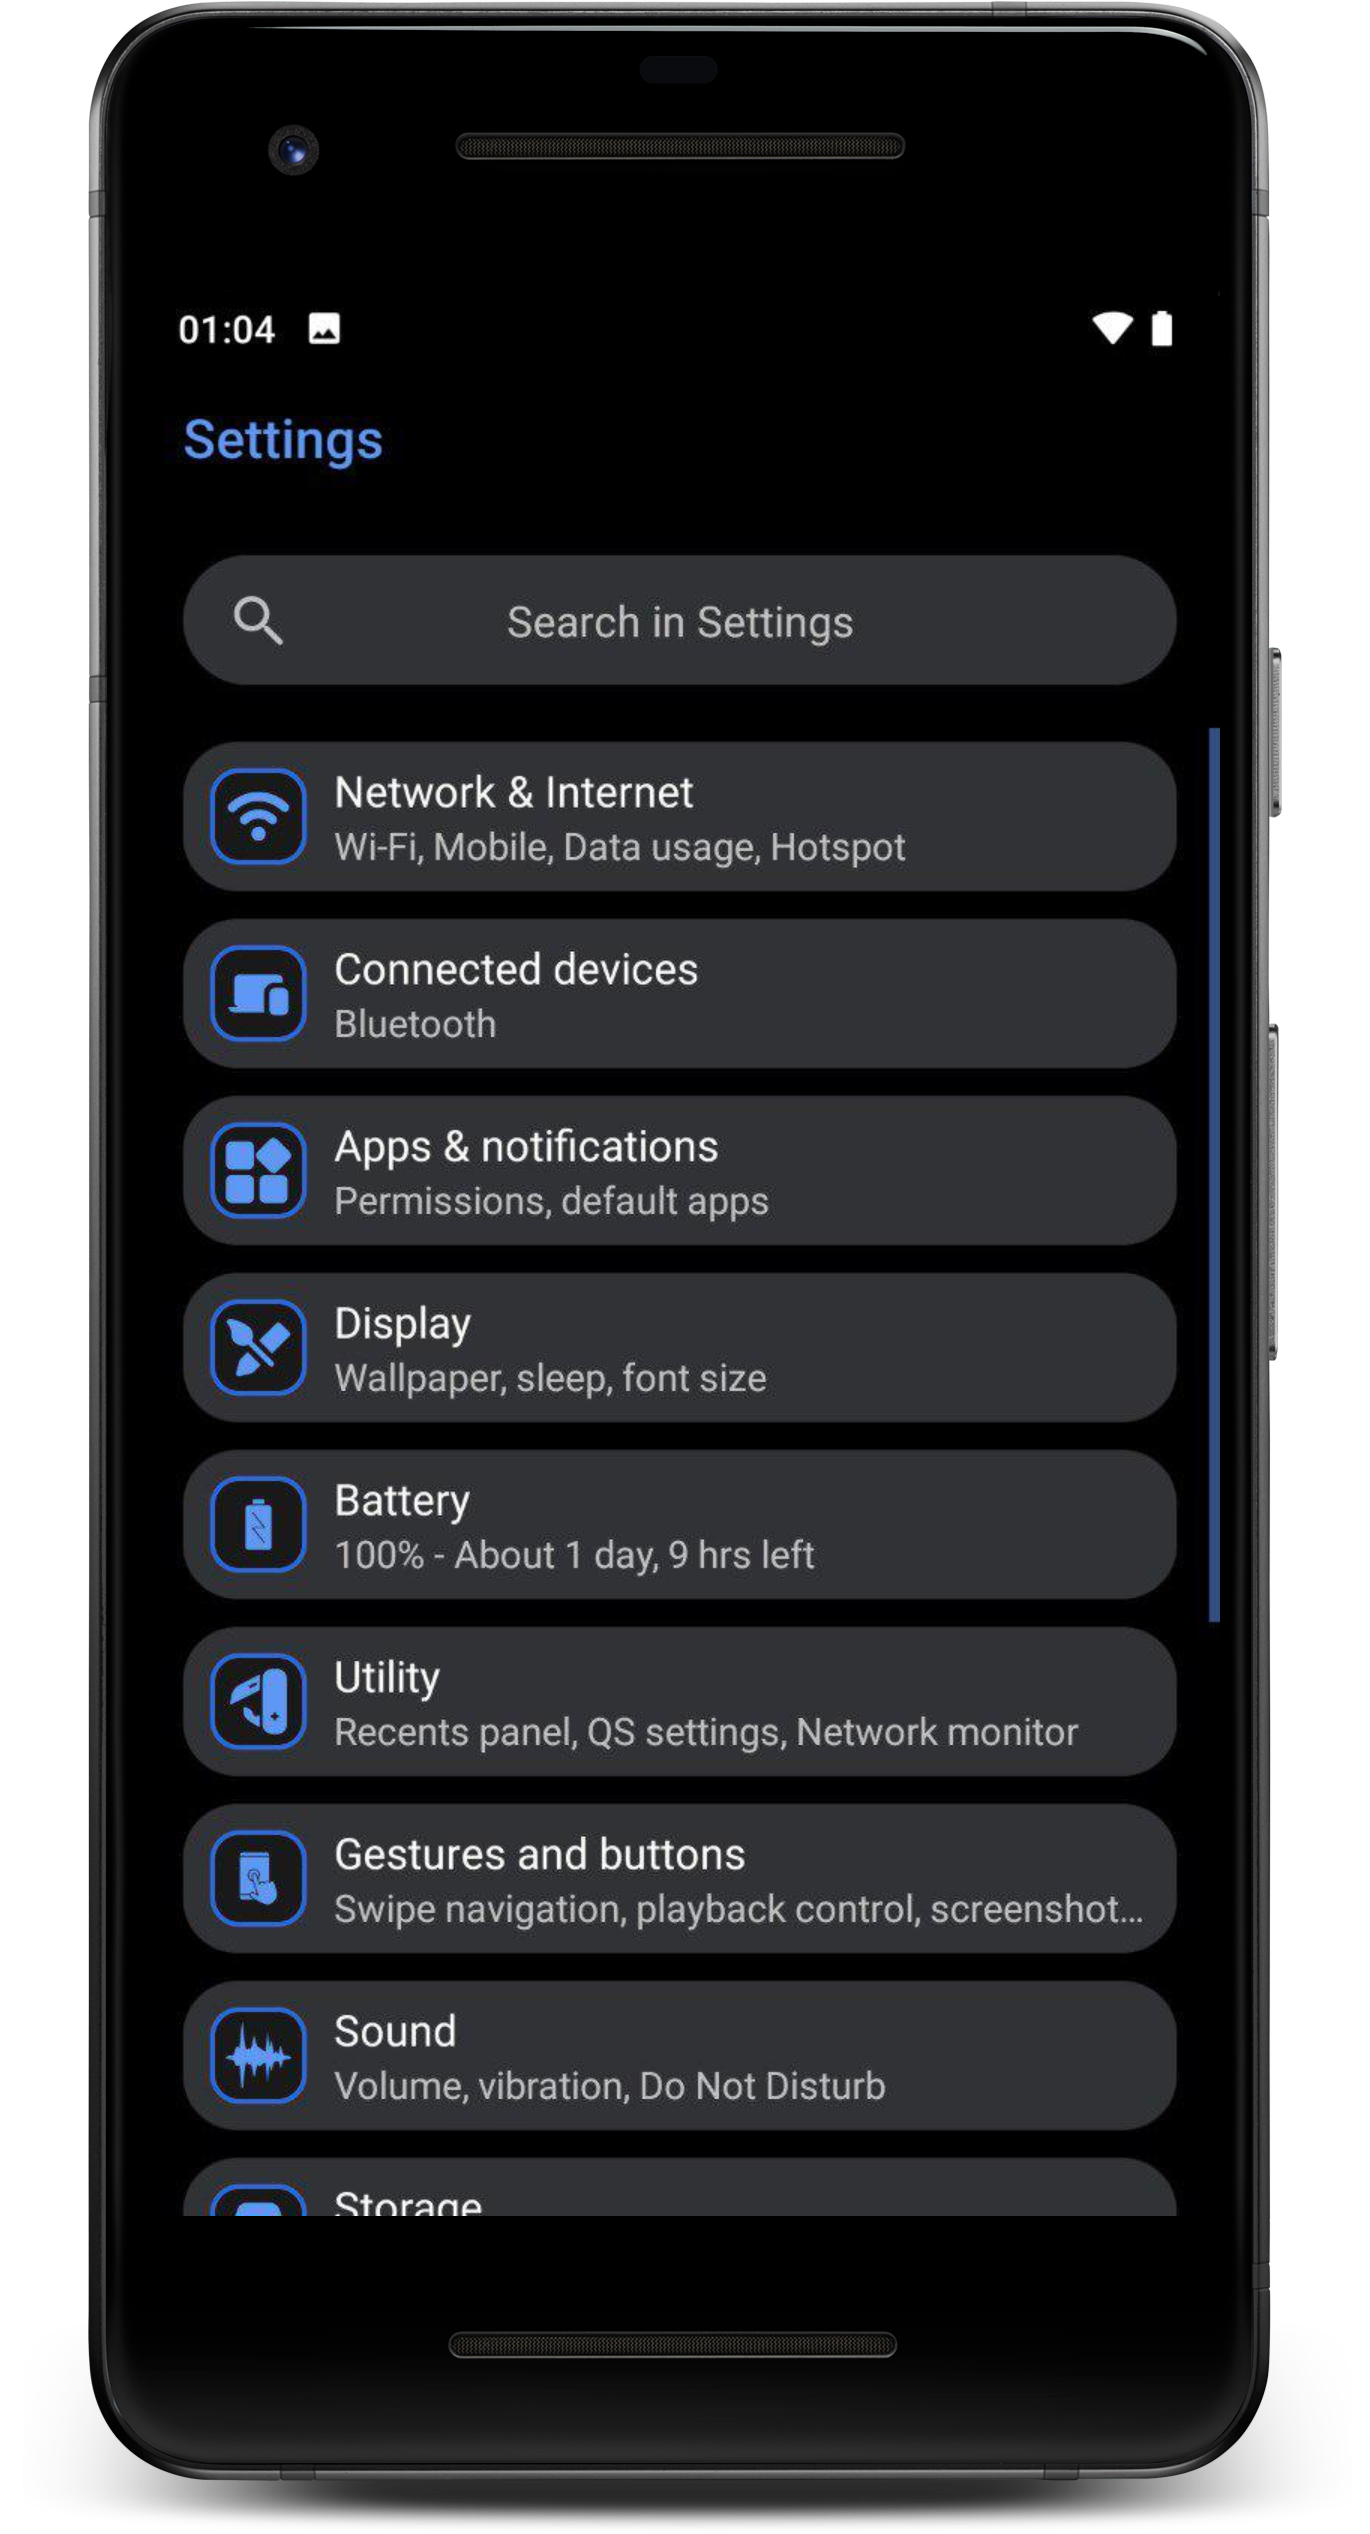 01:04
Settings
Search in Settings
Network & Internet
Wi-Fi, Mobile, Data usage, Hotspot
Connected devices
Bluetooth
Apps & notifications
Permissions, default apps
Display
Wallpaper, sleep, font size
Battery
100% - About 1 day, 9 hrs left
Utility
Recents panel, QS settings, Network monitor
Gestures and buttons
Swipe navigation, playback control, screenshot...
Sound
Volume, vibration, Do Not Disturb
Storage